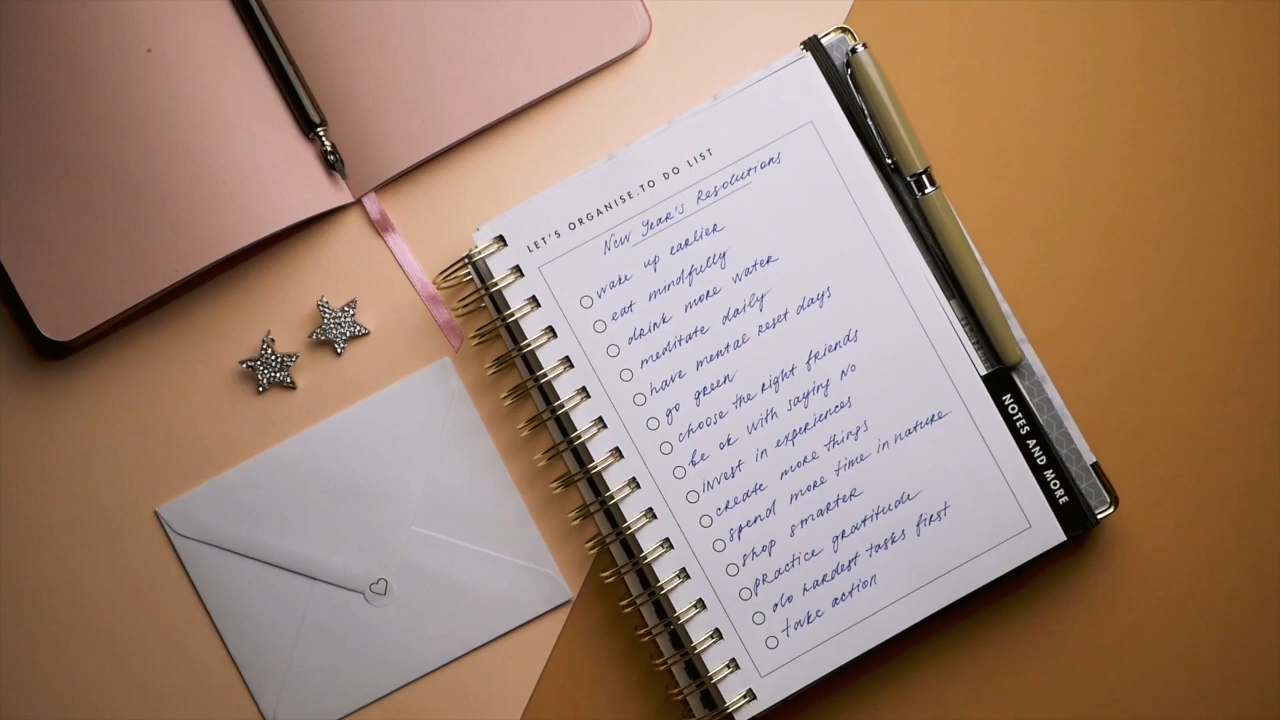 LET'S ORGANISE.TO DO LIST
New Year's Resolutions
wake up earlier
eat mindfully
drink more water
meditate daily
have mental reset days
go green
choose the right friends
be ok with saying NO
invest in experiences
create more things
spend more time in nature
shop smarter
practice gratitude
do hardest tasks first
take action
NOTES AND MORE